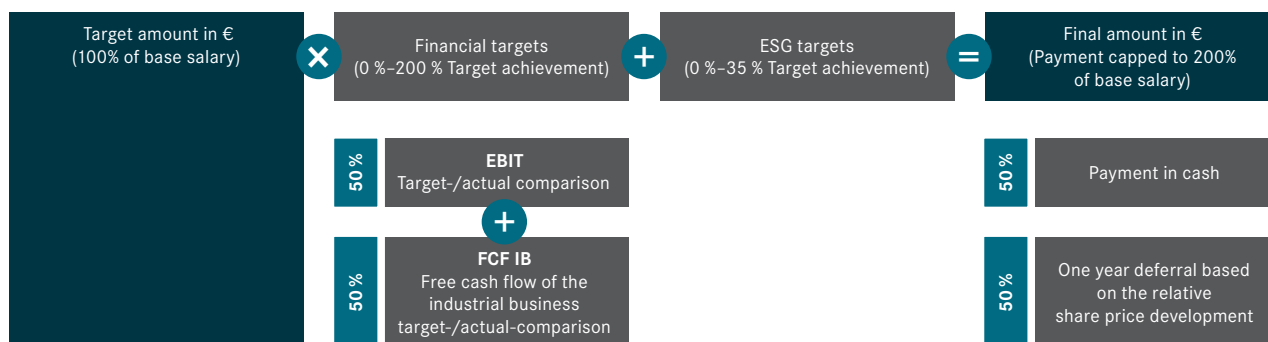 Target amount in €
(100% of base salary)
×
Financial targets
(0 %–200 % Target achievement)
+
ESG targets
(0 %–35 % Target achievement)
=
Final amount in €
(Payment capped to 200%
of base salary)
50 %
EBIT
Target-/actual comparison
+
50 %
FCF IB
Free cash flow of the
industrial business
target-/actual-comparison
50 %
Payment in cash
50 %
One year deferral based
on the relative
share price development